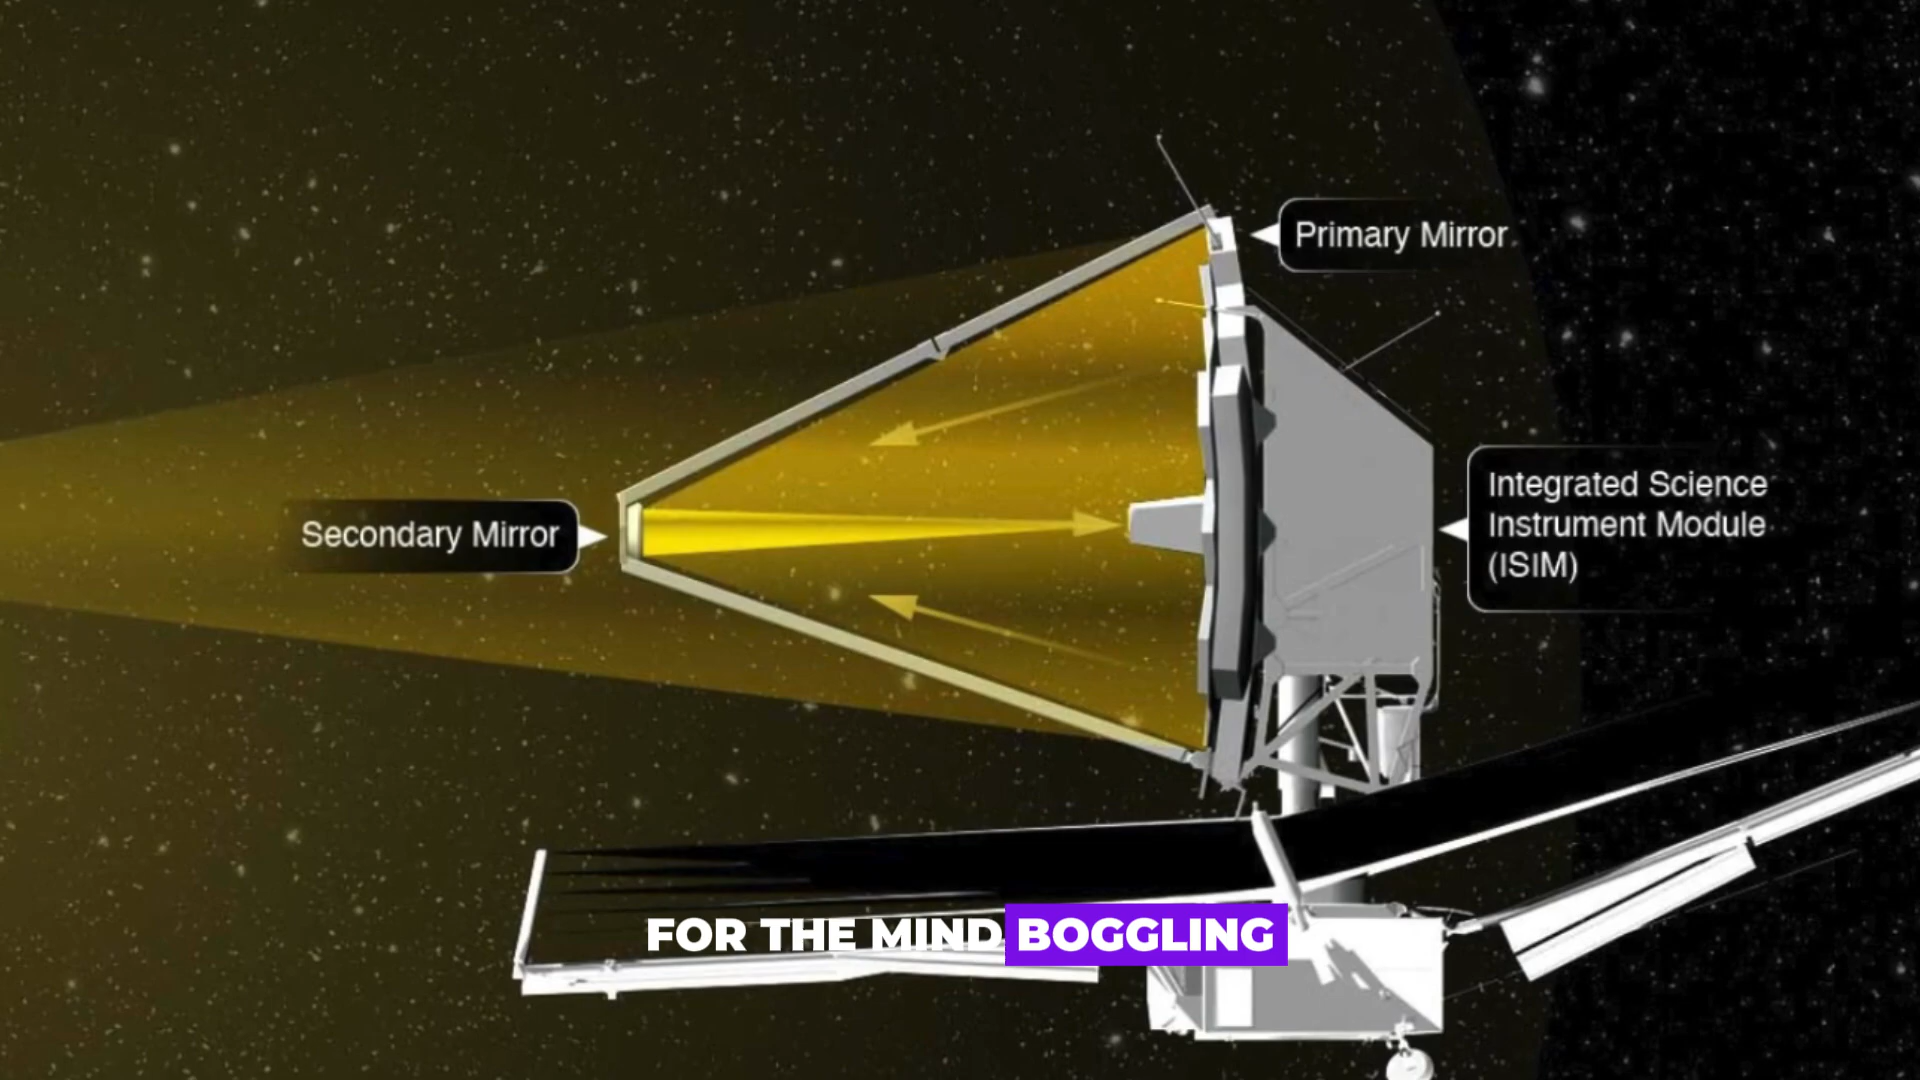 Primary Mirror
Secondary Mirror
Integrated Science
Instrument Module
(ISIM)
FOR THE MIND BOGGLING